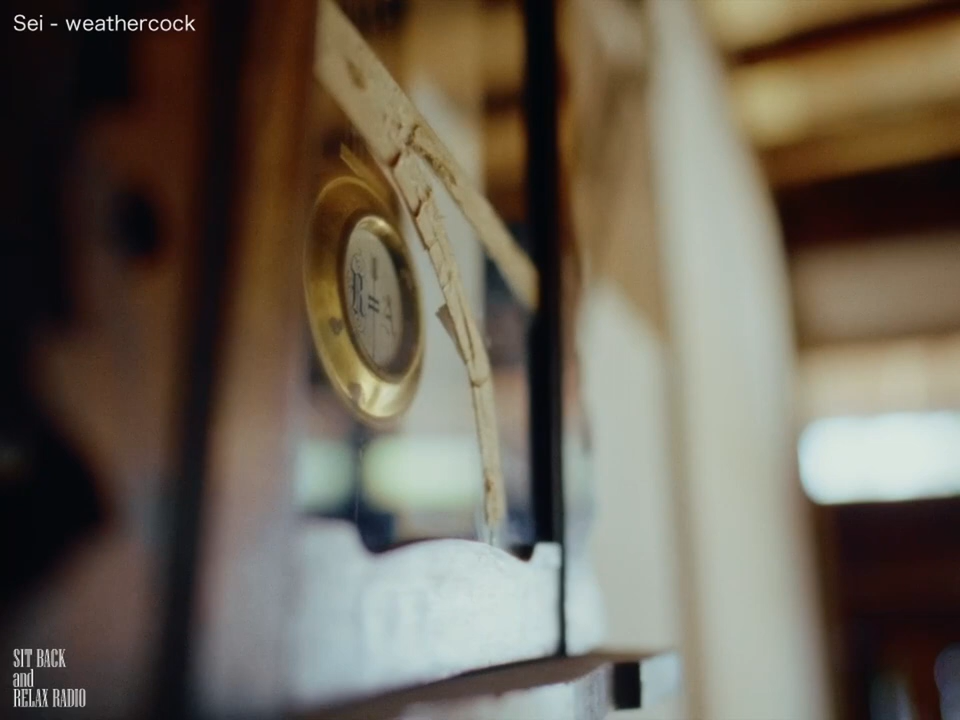 Sei - weathercock
R=A
SIT BACK
and
RELAX RADIO